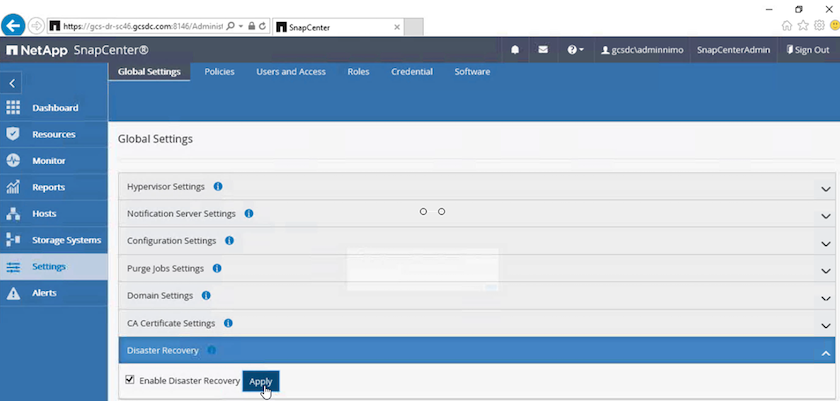 https://gcs-dr-sc46.gcsdc.com:8146/Administ
SnapCenter
NetApp SnapCenter®
gcsdc\adminnimo SnapCenterAdmin Sign Out
Global Settings Policies Users and Access Roles Credential Software
Dashboard
Resources
Monitor
Reports
Hosts
Storage Systems
Settings
Alerts
Global Settings
Hypervisor Settings
Notification Server Settings
Configuration Settings
Purge Jobs Settings
Domain Settings
CA Certificate Settings
Disaster Recovery
Enable Disaster Recovery Apply